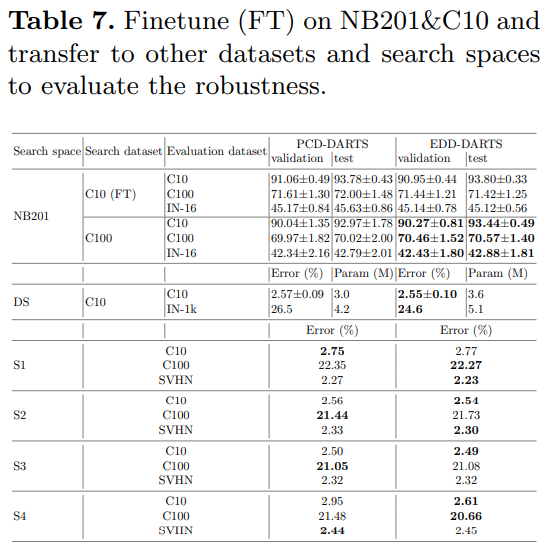 Table 7. Finetune (FT) on NB201&C10 and
transfer to other datasets and search spaces
to evaluate the robustness.
Search space Search dataset Evaluation dataset PCD-DARTS EDD-DARTS
validation test validation test
NB201 C10 (FT) C10 91.06±0.49 93.78±0.43 90.95±0.44 93.80±0.33
C100 71.61±1.30 72.00±1.48 71.44±1.21 71.42±1.25
IN-16 45.17±0.84 45.63±0.86 45.14±0.78 45.12±0.56
C100 C10 90.04±1.35 92.97±1.78 90.27±0.81 93.44±0.49
C100 69.97±1.82 70.02±2.00 70.46±1.52 70.57±1.40
IN-16 42.34±2.16 42.79±2.01 42.43±1.80 42.88±1.81
Error (%) Param (M) Error (%) Param (M)
DS C10 C10 2.57±0.09 3.0 2.55±0.10 3.6
IN-1k 26.5 4.2 24.6 5.1
Error (%) Error (%)
S1 C10 2.75 2.77
C100 22.35 22.27
SVHN 2.27 2.23
S2 C10 2.56 2.54
C100 21.44 21.73
SVHN 2.33 2.30
S3 C10 2.50 2.49
C100 21.05 21.08
SVHN 2.32 2.32
S4 C10 2.95 2.61
C100 21.48 20.66
SVHN 2.44 2.45